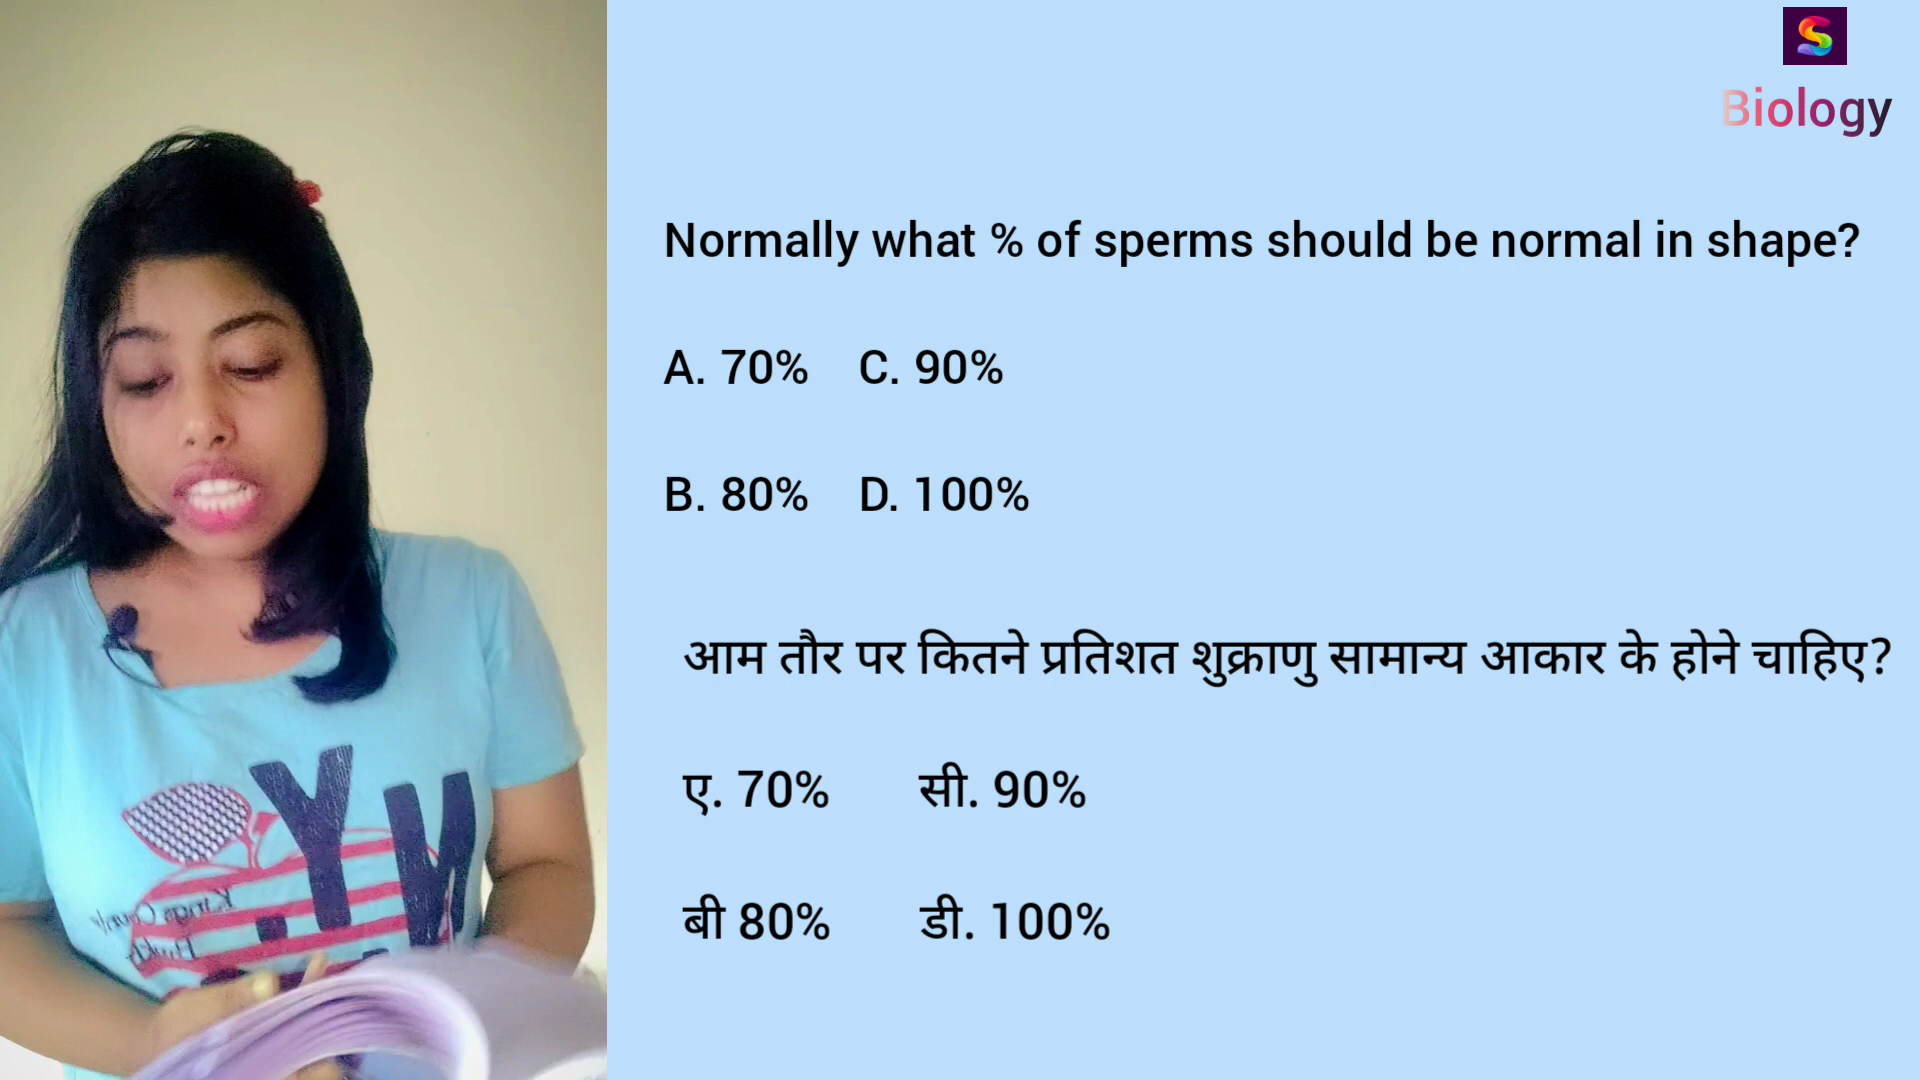 S
Biology
Normally what % of sperms should be normal in shape?
A. 70% C. 90%
B. 80% D. 100%
आम तौर पर कितने प्रतिशत शुक्राणु सामान्य आकार के होने चाहिए?
ए. 70% सी. 90%
बी 80% डी. 100%